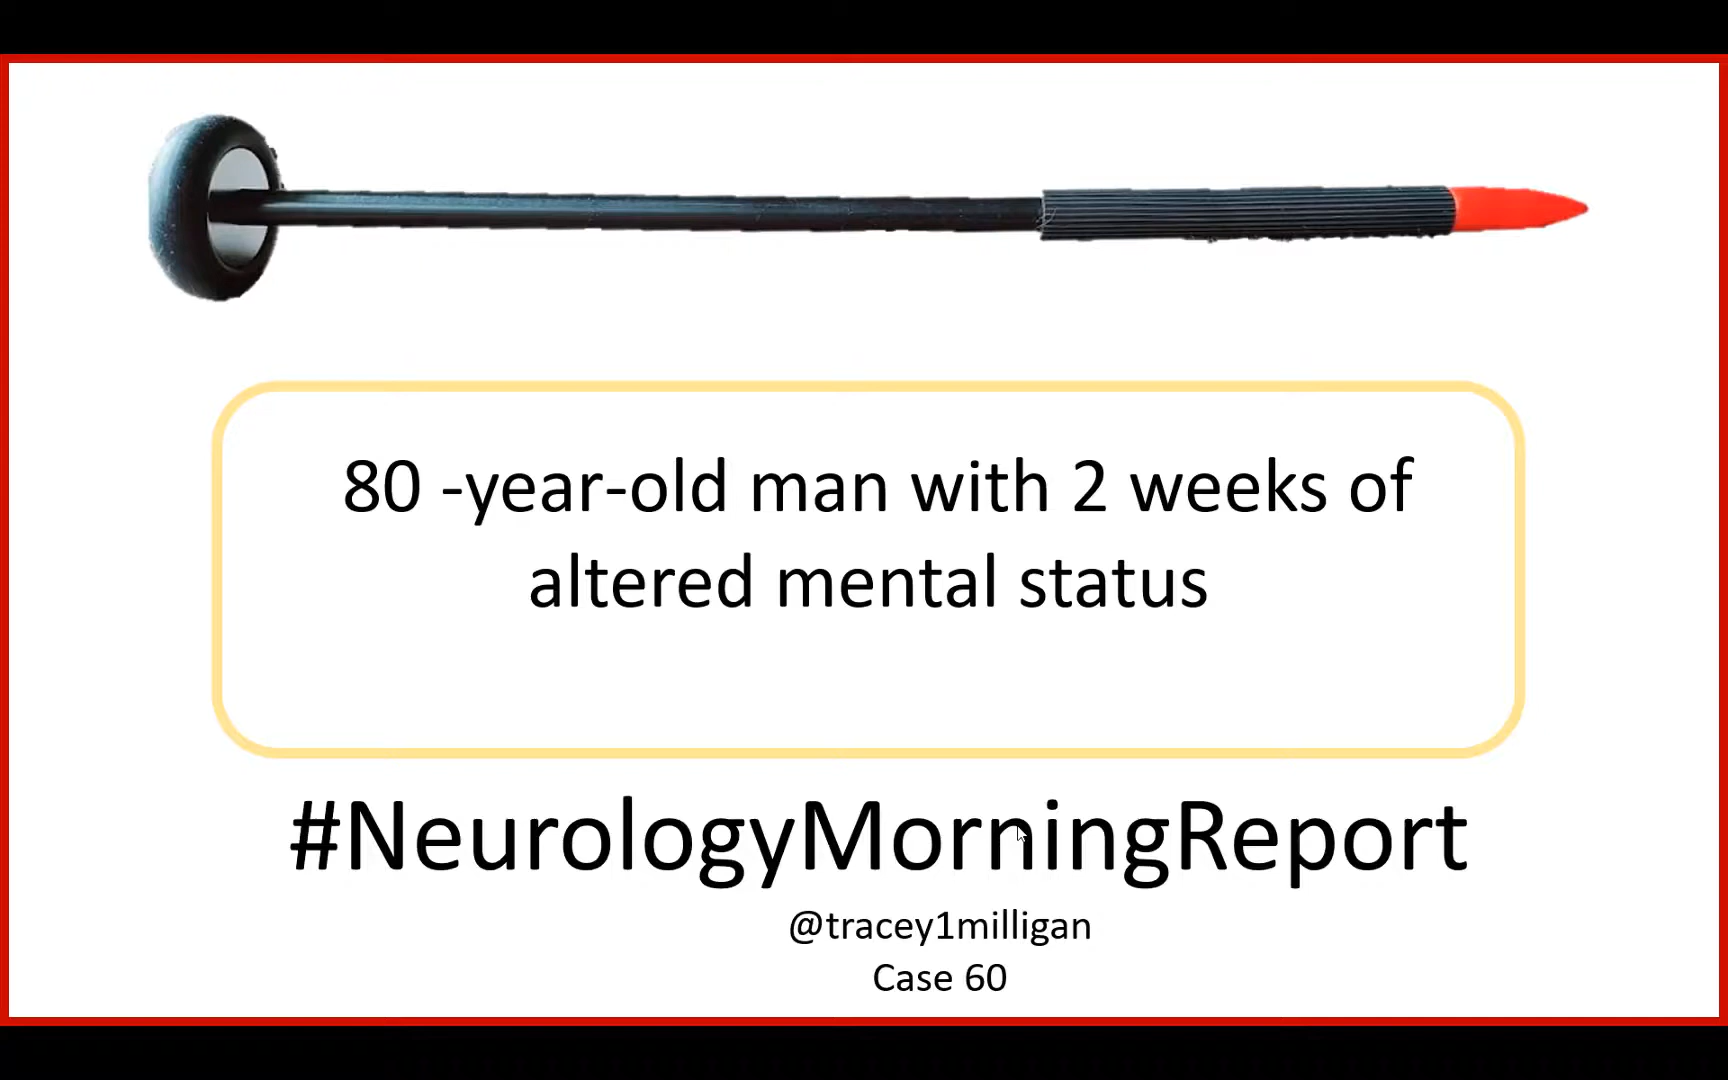 80 -year-old man with 2 weeks of
altered mental status
#NeurologyMorningReport
@tracey1milligan
Case 60